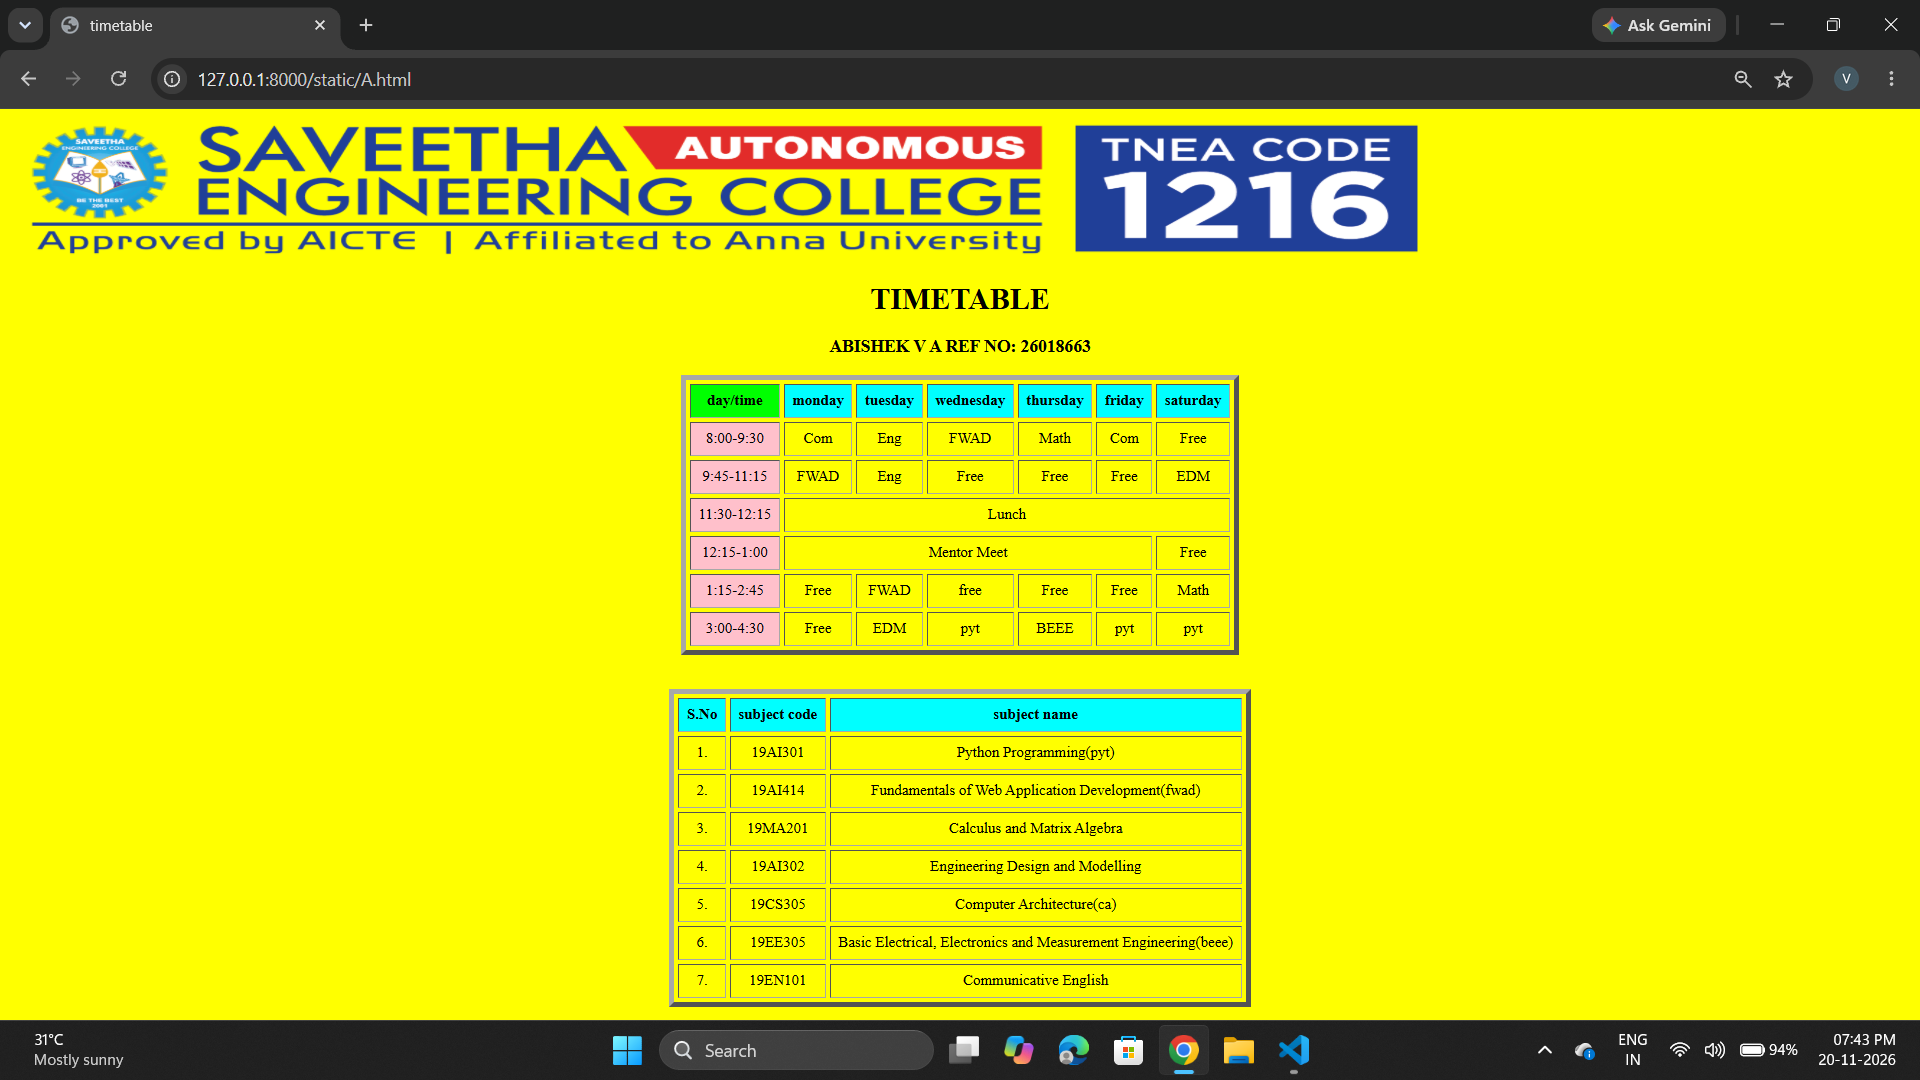 timetable
Ask Gemini
127.0.0.1:8000/static/A.html
V
SAVEETHA
ENGINEERING COLLEGE
BE THE BEST
2001
SAVEETHA AUTONOMOUS
ENGINEERING COLLEGE
Approved by AICTE | Affiliated to Anna University
TNEA CODE
1216
TIMETABLE
ABISHEK V A REF NO: 26018663
day/time monday tuesday wednesday thursday friday saturday
8:00-9:30 Com Eng FWAD Math Com Free
9:45-11:15 FWAD Eng Free Free Free EDM
11:30-12:15 Lunch
12:15-1:00 Mentor Meet Free
1:15-2:45 Free FWAD free Free Free Math
3:00-4:30 Free EDM pyt BEEE pyt pyt
S.No subject code subject name
1. 19AI301 Python Programming(pyt)
2. 19AI414 Fundamentals of Web Application Development(fwad)
3. 19MA201 Calculus and Matrix Algebra
4. 19AI302 Engineering Design and Modelling
5. 19CS305 Computer Architecture(ca)
6. 19EE305 Basic Electrical, Electronics and Measurement Engineering(beee)
7. 19EN101 Communicative English
31°C
Mostly sunny
Search
ENG
IN
94%
07:43 PM
20-11-2026